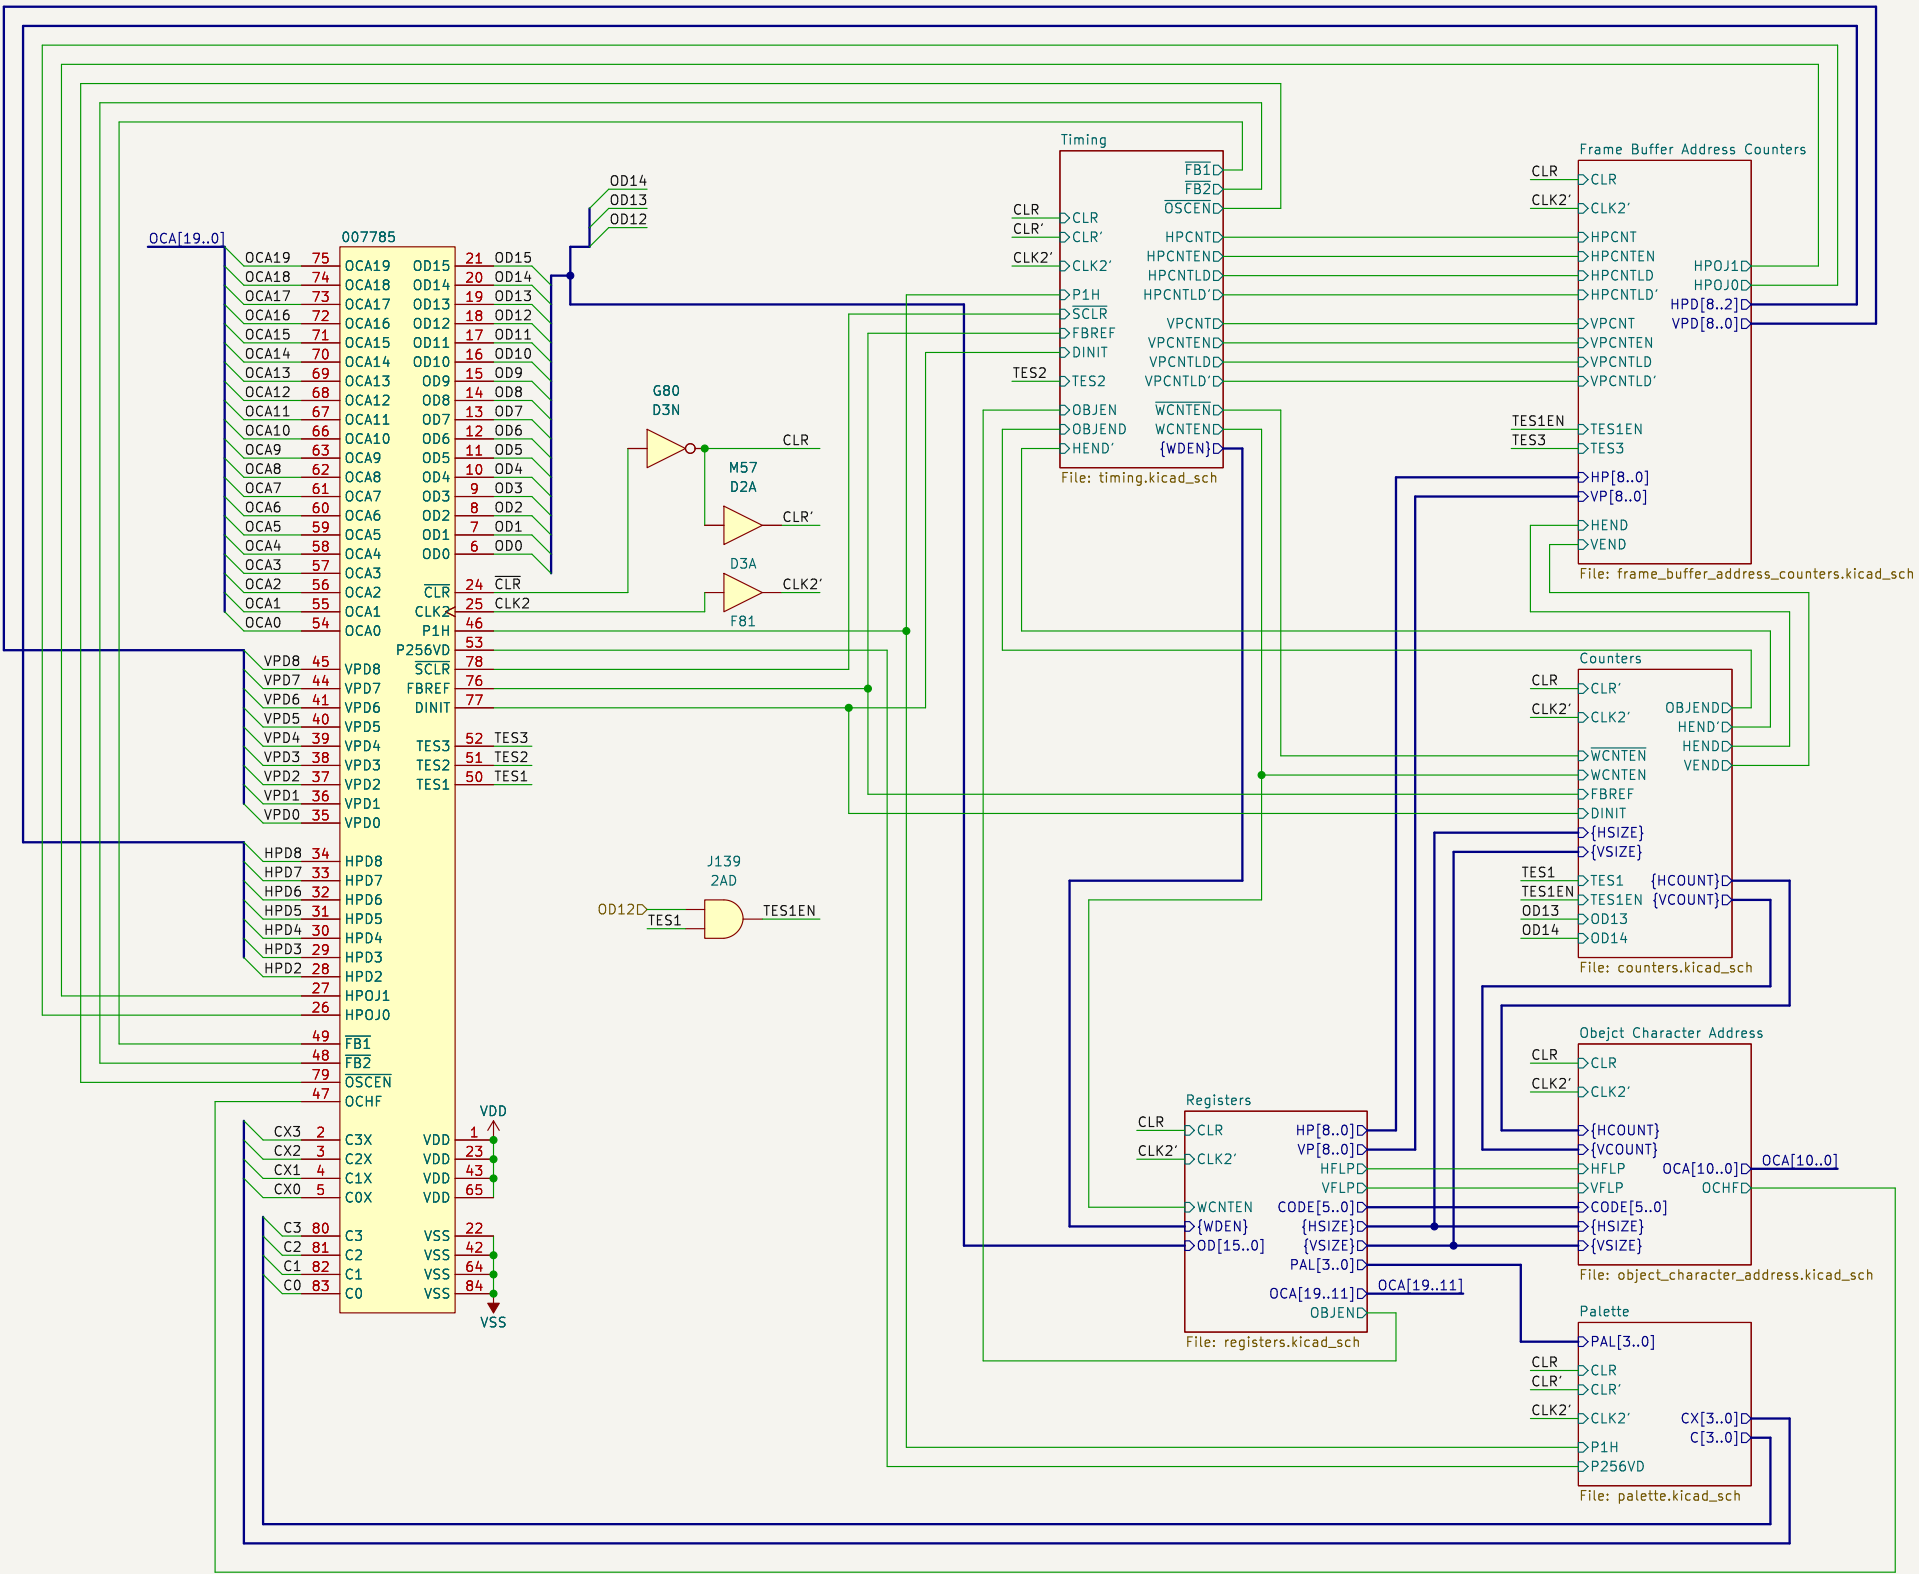 OCA[19..0]
007785
OCA19 75 OCA19
OCA18 74 OCA18
OCA17 73 OCA17
OCA16 72 OCA16
OCA15 71 OCA15
OCA14 70 OCA14
OCA13 69 OCA13
OCA12 68 OCA12
OCA11 67 OCA11
OCA10 66 OCA10
OCA9 63 OCA9
OCA8 62 OCA8
OCA7 61 OCA7
OCA6 60 OCA6
OCA5 59 OCA5
OCA4 58 OCA4
OCA3 57 OCA3
OCA2 56 OCA2
OCA1 55 OCA1
OCA0 54 OCA0
VPD8 45 VPD8
VPD7 44 VPD7
VPD6 41 VPD6
VPD5 40 VPD5
VPD4 39 VPD4
VPD3 38 VPD3
VPD2 37 VPD2
VPD1 36 VPD1
VPD0 35 VPD0
HPD8 34 HPD8
HPD7 33 HPD7
HPD6 32 HPD6
HPD5 31 HPD5
HPD4 30 HPD4
HPD3 29 HPD3
HPD2 28 HPD2
27 HPOJ1
26 HPOJ0
49 FB1
48 FB2
79 OSCEN
47 OCHF
CX3 2 C3X
CX2 3 C2X
CX1 4 C1X
CX0 5 C0X
C3 80 C3
C2 81 C2
C1 82 C1
C0 83 C0
OD15 21 OD15
OD14 20 OD14
OD13 19 OD13
OD12 18 OD12
OD11 17 OD11
OD10 16 OD10
OD9 15 OD9
OD8 14 OD8
OD7 13 OD7
OD6 12 OD6
OD5 11 OD5
OD4 10 OD4
OD3 9 OD3
OD2 8 OD2
OD1 7 OD1
OD0 6 OD0
CLR 24 CLR
CLK2 25 CLK2
P1H 46
P256VD 53
SCLR 78
FBREF 76
DINIT 77
TES3 52 TES3
TES2 51 TES2
TES1 50 TES1
VDD
VDD 1
VDD 23
VDD 43
VDD 65
VSS 22
VSS 42
VSS 64
VSS 84
VSS
OD14
OD13
OD12
G80
D3N
CLR
M57
D2A
CLR'
D3A
CLK2'
F81
J139
2AD
OD12
TES1
TES1EN
Timing
CLR CLR
CLR' CLR'
CLK2' CLK2'
P1H
SCLR
FBREF
DINIT
TES2 TES2
OBJEN
OBJEND
HEND'
FB1
FB2
OSCEN
HPCNT
HPCNTEN
HPCNTLD
HPCNTLD'
VPCNT
VPCNTEN
VPCNTLD
VPCNTLD'
WCNTEN
WCNTEN
{WDEN}
File: timing.kicad_sch
Frame Buffer Address Counters
CLR CLR
CLK2' CLK2'
HPCNT
HPCNTEN
HPCNTLD
HPCNTLD'
VPCNT
VPCNTEN
VPCNTLD
VPCNTLD'
TES1EN TES1EN
TES3 TES3
HP[8..0]
VP[8..0]
HEND
VEND
HPOJ1
HPOJ0
HPD[8..2]
VPD[8..0]
File: frame_buffer_address_counters.kicad_sch
Counters
CLR CLR'
CLK2' CLK2'
WCNTEN
WCNTEN
FBREF
DINIT
{HSIZE}
{VSIZE}
TES1 TES1
TES1EN TES1EN
OD13 OD13
OD14 OD14
OBJEND
HEND'
HEND
VEND
{HCOUNT}
{VCOUNT}
File: counters.kicad_sch
Registers
CLR CLR
CLK2' CLK2'
WCNTEN
{WDEN}
OD[15..0]
HP[8..0]
VP[8..0]
HFLP
VFLP
CODE[5..0]
{HSIZE}
{VSIZE}
PAL[3..0]
OCA[19..11] OCA[19..11]
OBJEN
File: registers.kicad_sch
Obejct Character Address
CLR CLR
CLK2' CLK2'
{HCOUNT}
{VCOUNT}
HFLP
VFLP
CODE[5..0]
{HSIZE}
{VSIZE}
OCA[10..0] OCA[10..0]
OCHF
File: object_character_address.kicad_sch
Palette
PAL[3..0]
CLR CLR
CLR' CLR'
CLK2' CLK2'
P1H
P256VD
CX[3..0]
C[3..0]
File: palette.kicad_sch